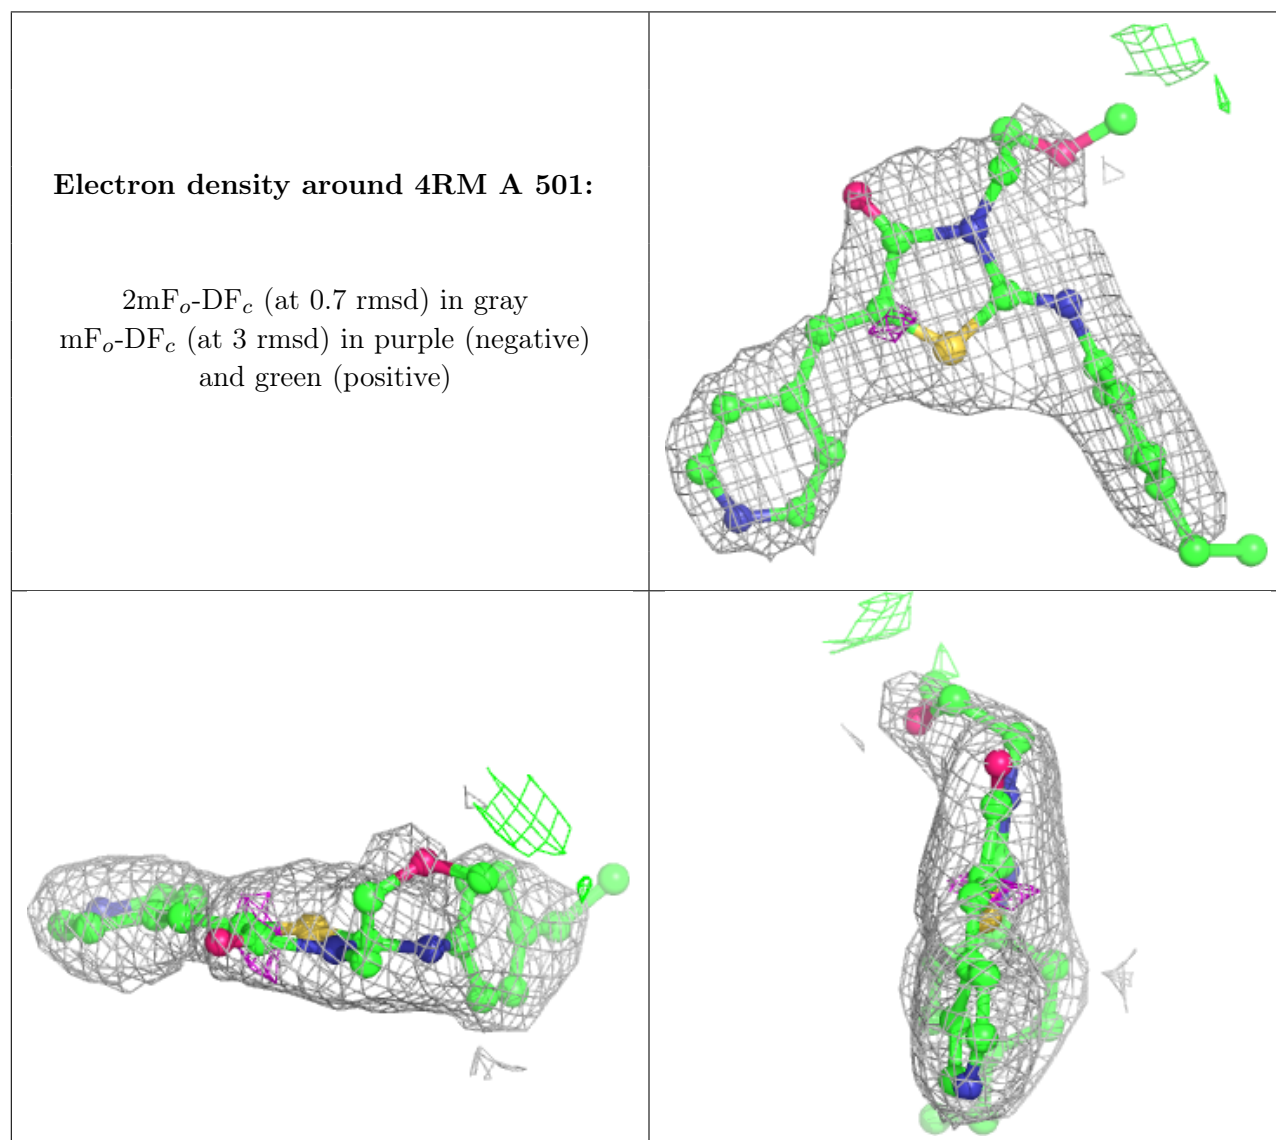 Electron density around 4RM A 501:
2mFo-DFc (at 0.7 rmsd) in gray
mFo-DFc (at 3 rmsd) in purple (negative)
and green (positive)